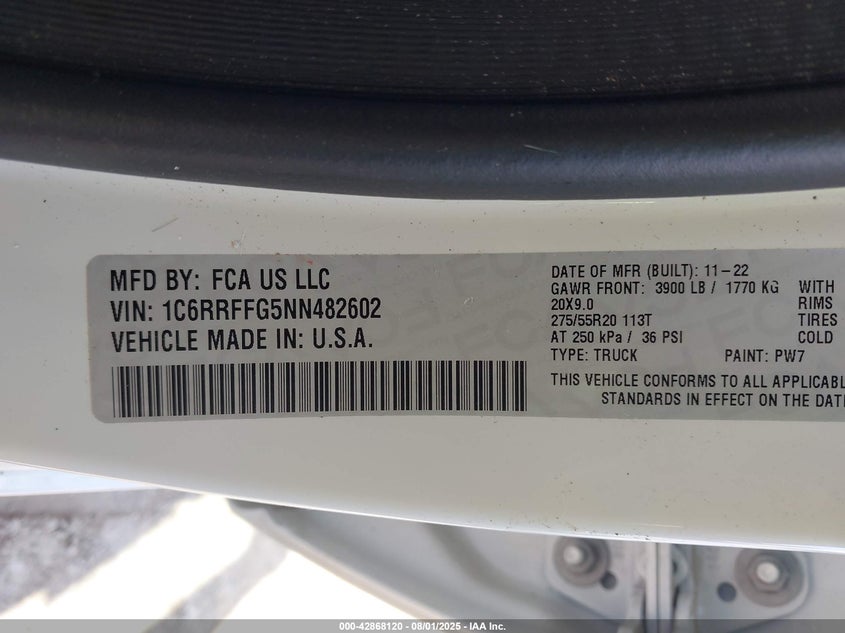 MFD BY: FCA US LLC
VIN: 1C6RRFFG5NN482602
VEHICLE MADE IN: U.S.A.
DATE OF MFR (BUILT): 11-22
GAWR FRONT: 3900 LB / 1770 KG WITH
20X9.0 RIMS
275/55R20 113T TIRES
AT 250 kPa / 36 PSI COLD
TYPE: TRUCK PAINT: PW7
THIS VEHICLE CONFORMS TO ALL APPLICABL
STANDARDS IN EFFECT ON THE DAT
000-42868120 - 08/01/2025 - IAA Inc.